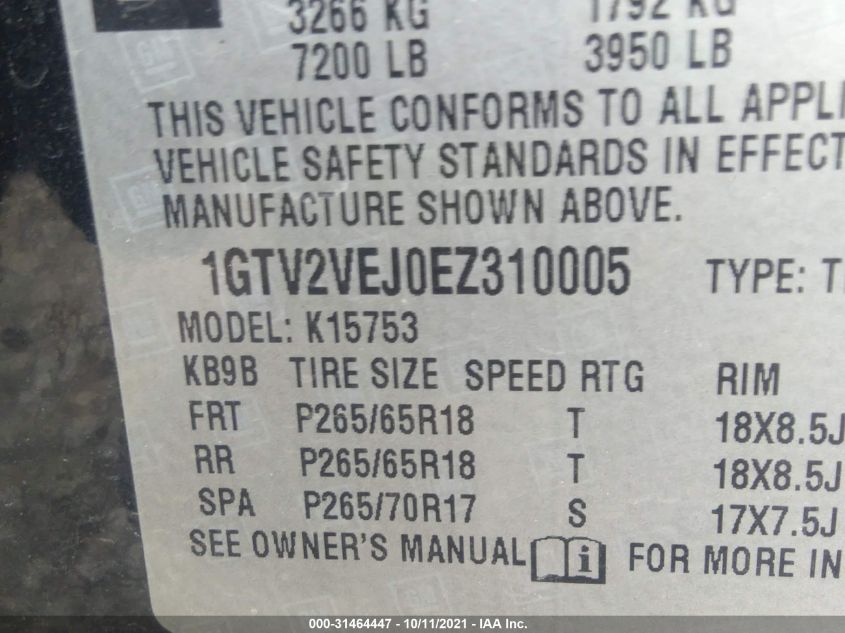 3266 KG 1792 KG
7200 LB 3950 LB
THIS VEHICLE CONFORMS TO ALL APPLI
VEHICLE SAFETY STANDARDS IN EFFECT
MANUFACTURE SHOWN ABOVE.
1GTV2VEJ0EZ310005 TYPE: T
MODEL: K15753
KB9B TIRE SIZE SPEED RTG RIM
FRT P265/65R18 T 18X8.5J
RR P265/65R18 T 18X8.5J
SPA P265/70R17 S 17X7.5J
SEE OWNER'S MANUAL i FOR MORE IN
000-31464447 - 10/11/2021 - IAA Inc.